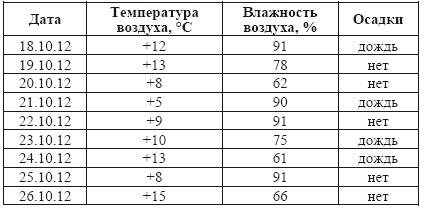 Дата Температура воздуха, °C Влажность воздуха, % Осадки
18.10.12 +12 91 дождь
19.10.12 +13 78 нет
20.10.12 +8 62 нет
21.10.12 +5 90 дождь
22.10.12 +9 91 нет
23.10.12 +10 75 дождь
24.10.12 +13 61 дождь
25.10.12 +8 91 нет
26.10.12 +15 66 нет